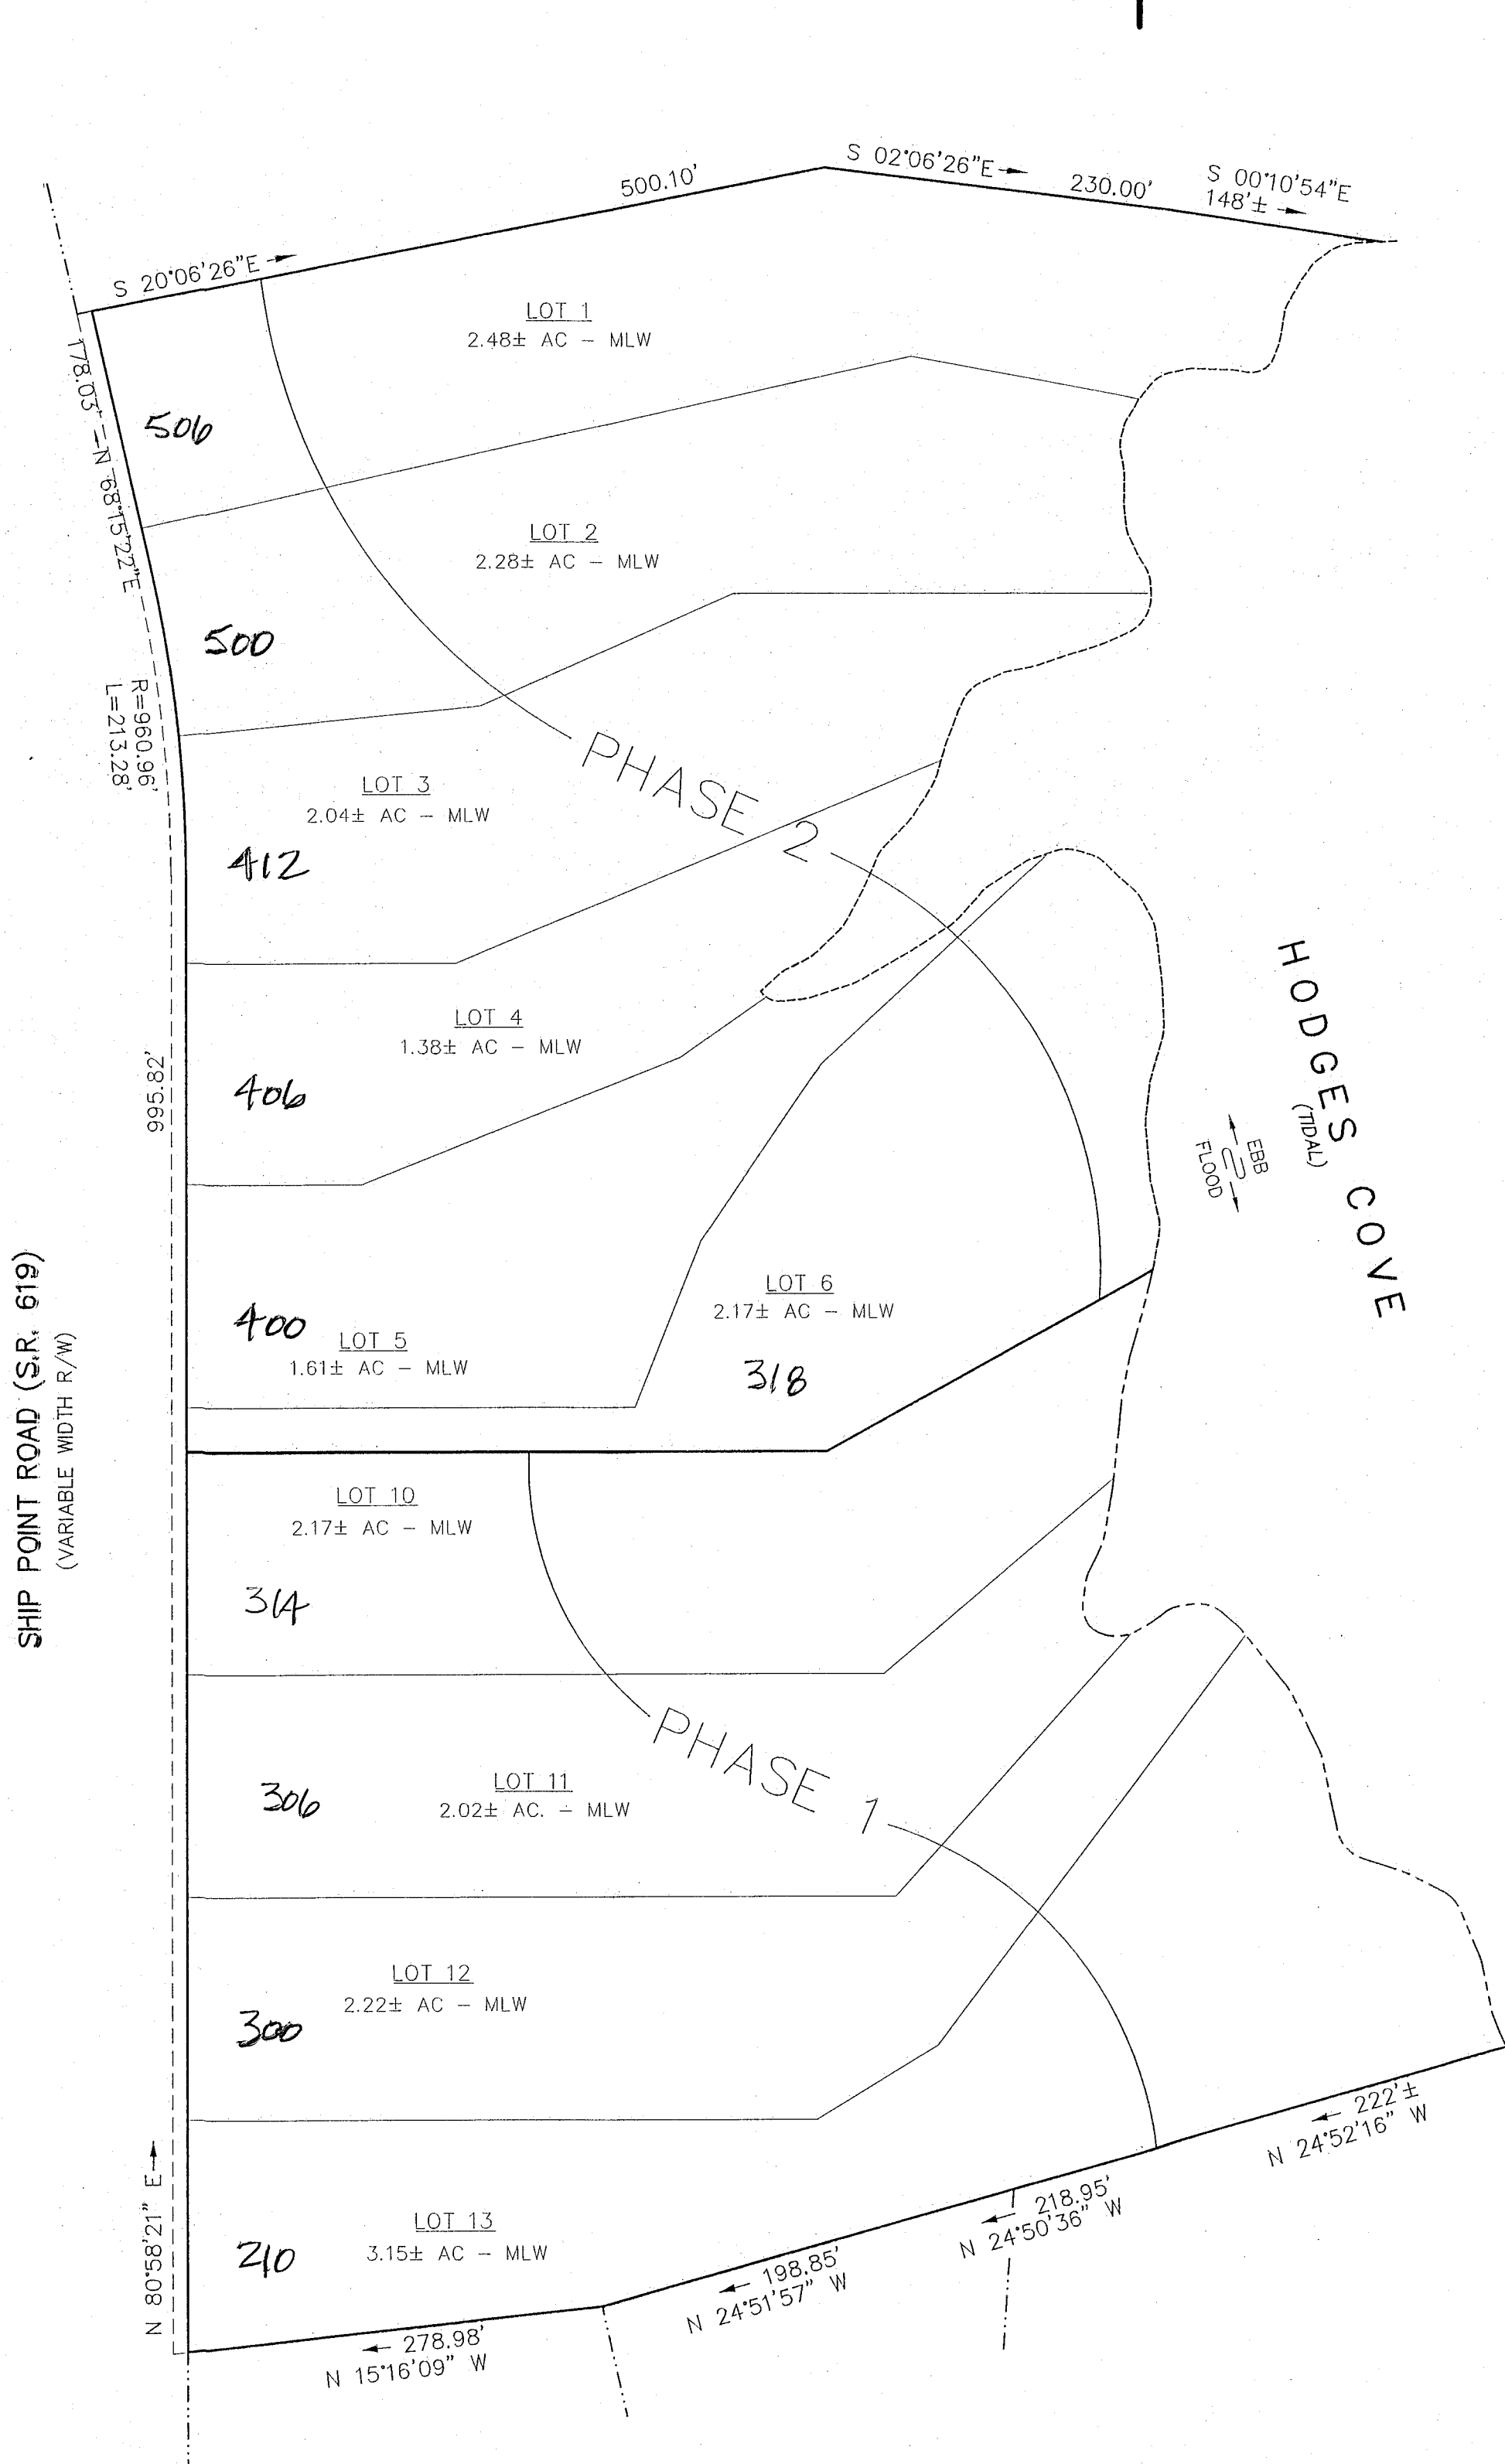 S 02°06'26"E
230.00'
S 00°10'54"E
148'±
500.10'
S 20°06'26"E
LOT 1
2.48± AC - MLW
178.03'
N 68°15'22"E
506
LOT 2
2.28± AC - MLW
500
R=960.96'
L=213.28'
PHASE 2
LOT 3
2.04± AC - MLW
412
HODGES COVE
(TIDAL)
EBB
FLOOD
LOT 4
1.38± AC - MLW
406
995.82'
SHIP POINT ROAD (S.R. 619)
(VARIABLE WIDTH R/W)
LOT 6
2.17± AC - MLW
318
400
LOT 5
1.61± AC - MLW
LOT 10
2.17± AC - MLW
314
PHASE 1
LOT 11
2.02± AC. - MLW
306
LOT 12
2.22± AC - MLW
300
N 80°58'21" E
LOT 13
3.15± AC - MLW
210
222'±
N 24°52'16" W
218.95'
N 24°50'36" W
198.85'
N 24°51'57" W
278.98'
N 15°16'09" W